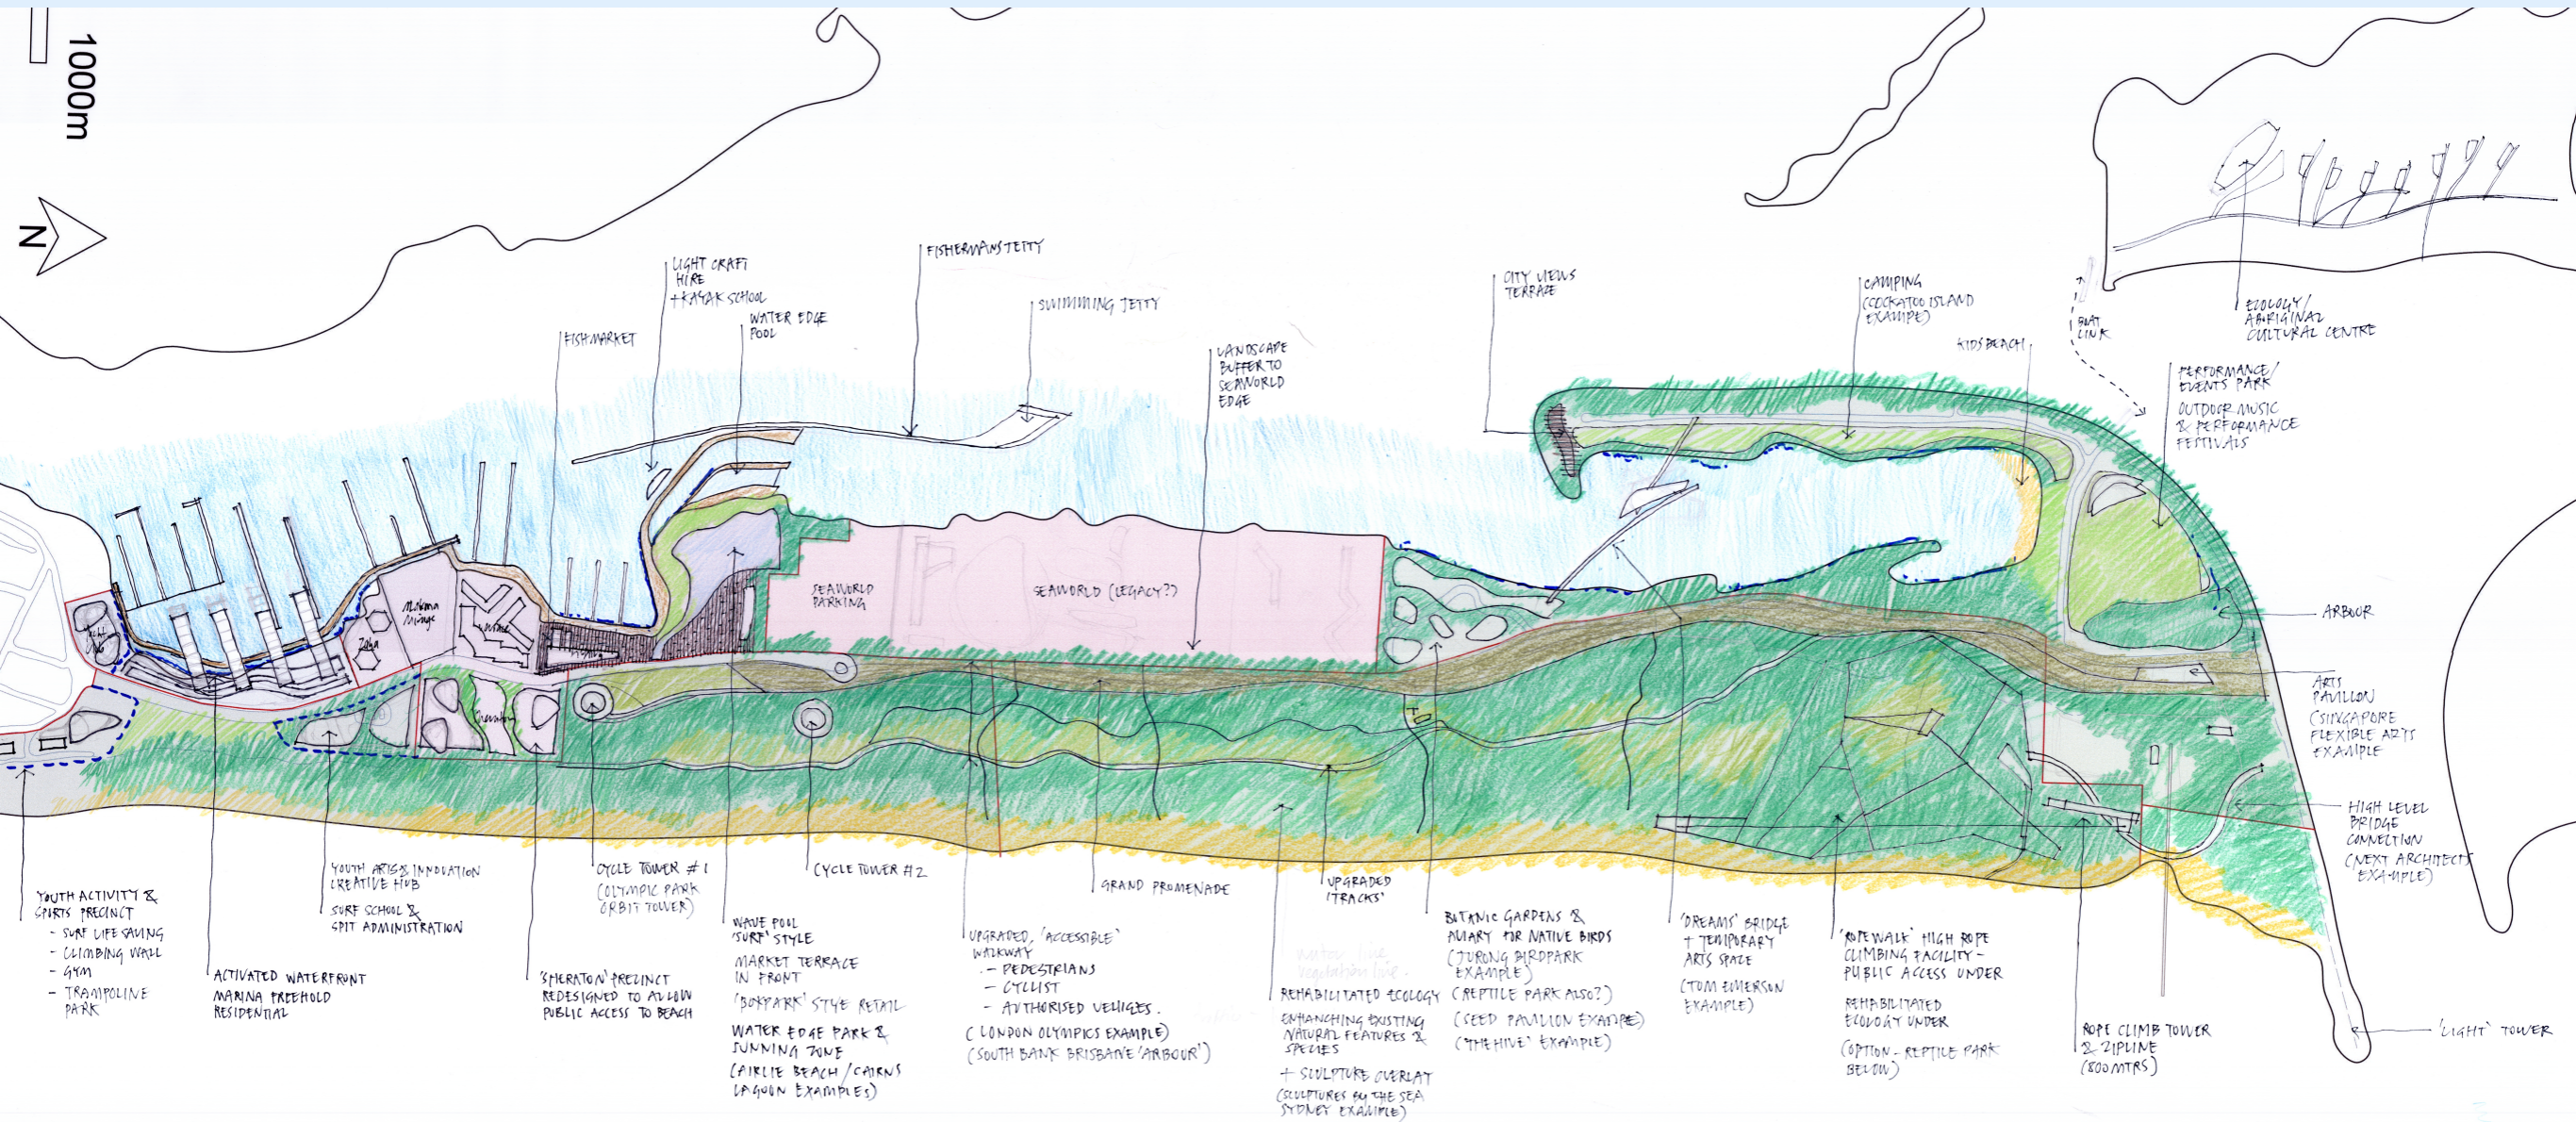 1000m
N
FISHMARKET
LIGHT CRAFT
HIRE
+ KAYAK SCHOOL
WATER EDGE
POOL
FISHERMANS JETTY
SWIMMING JETTY
LANDSCAPE
BUFFER TO
SEAWORLD
EDGE
CITY VIEWS
TERRACE
CAMPING
(COCKATOO ISLAND
EXAMPLE)
KIDS BEACH
BOAT
LINK
ECOLOGY/
ABORIGINAL
CULTURAL CENTRE
PERFORMANCE/
EVENTS PARK
OUTDOOR MUSIC
& PERFORMANCE
FESTIVALS
ARBOUR
ARTS
PAVILLON
(SINGAPORE
FLEXIBLE ARTS
EXAMPLE
HIGH LEVEL
BRIDGE
CONNECTION
(NEXT ARCHITECTS
EXAMPLE)
'LIGHT' TOWER
Marina
Mirage
SEAWORLD
PARKING
SEAWORLD (LEGACY??)
Sheraton
YOUTH ACTIVITY &
SPORTS PRECINCT
- SURF LIFE SAVING
- CLIMBING WALL
- GYM
- TRAMPOLINE
PARK
ACTIVATED WATERFRONT
MARINA FREEHOLD
RESIDENTIAL
YOUTH ARTS & INNOVATION
CREATIVE HUB
SURF SCHOOL &
SPIT ADMINISTRATION
'SHERATON' PRECINCT
REDESIGNED TO ALLOW
PUBLIC ACCESS TO BEACH
CYCLE TOWER #1
(OLYMPIC PARK
ORBIT TOWER)
WAVE POOL
'SURF' STYLE
MARKET TERRACE
IN FRONT
'BOXPARK' STYLE RETAIL
WATER EDGE PARK &
SUNNING ZONE
(AIRLIE BEACH / CAIRNS
LAGOON EXAMPLES)
CYCLE TOWER #2
UPGRADED, 'ACCESSIBLE'
WALKWAY
- PEDESTRIANS
- CYCLIST
- AUTHORISED VEHICLES.
(LONDON OLYMPICS EXAMPLE)
(SOUTH BANK BRISBANE 'ARBOUR')
GRAND PROMENADE
UPGRADED
'TRACKS'
water line
vegetation line.
REHABILITATED ECOLOGY
ENHANCHING EXISTING
NATURAL FEATURES &
SPECIES
+ SCULPTURE OVERLAY
(SCULPTURES BY THE SEA
SYDNEY EXAMPLE)
BOTANIC GARDENS &
AVIARY FOR NATIVE BIRDS
(JURONG BIRDPARK
EXAMPLE)
(REPTILE PARK ALSO?)
(SEED PAVILION EXAMPLE)
('THE HIVE' EXAMPLE)
'DREAMS' BRIDGE
+ TEMPORARY
ARTS SPACE
(TOM EMERSON
EXAMPLE)
'ROPEWALK' HIGH ROPE
CLIMBING FACILITY -
PUBLIC ACCESS UNDER
REHABILITATED
ECOLOGY UNDER
(OPTION - REPTILE PARK
BELOW)
ROPE CLIMB TOWER
& ZIPLINE
(800 MTRS)